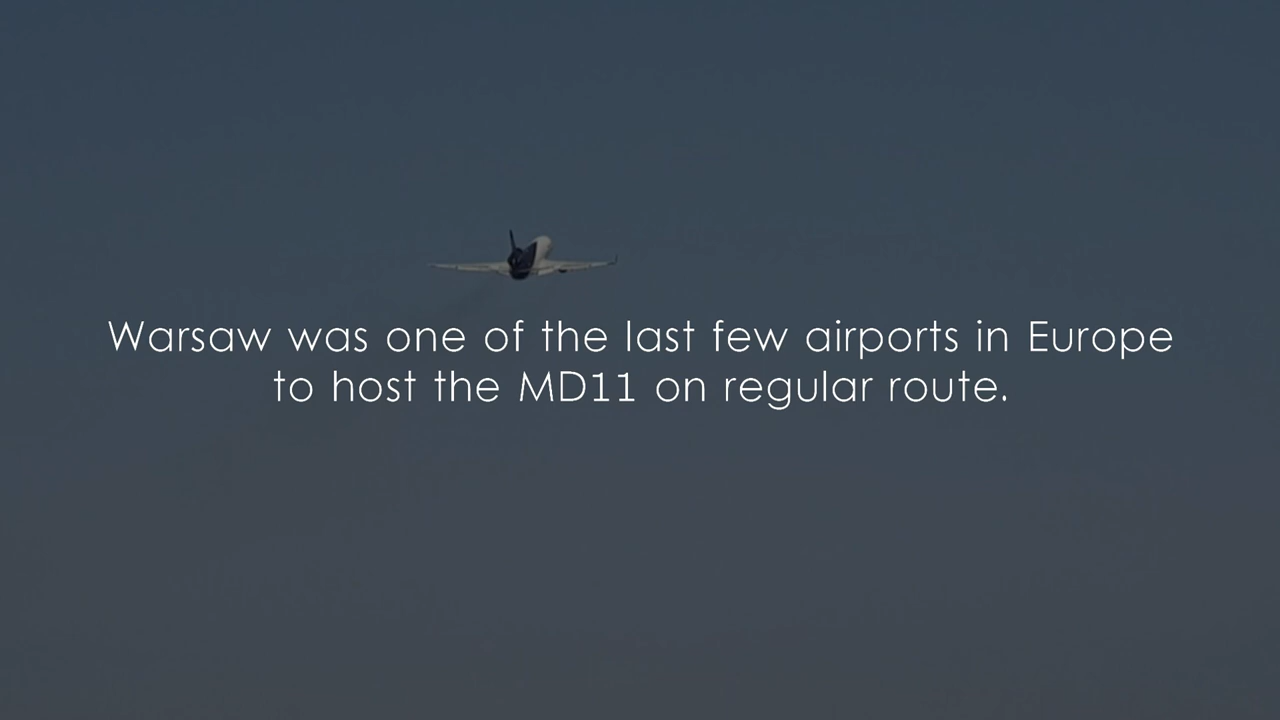 Warsaw was one of the last few airports in Europe
to host the MD11 on regular route.